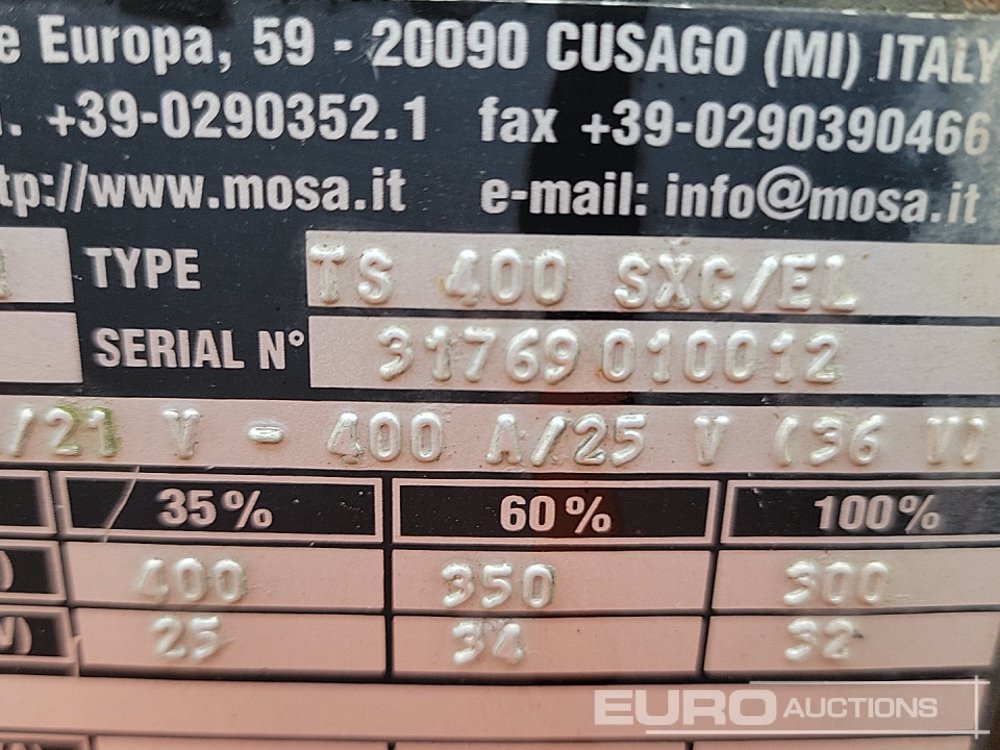 e Europa, 59 - 20090 CUSAGO (MI) ITALY
. +39-0290352.1 fax +39-0290390466
tp://www.mosa.it e-mail: info@mosa.it
TYPE TS 400 SXC/EL
SERIAL N° 31769010012
/21 V - 400 A/25 V (36 V)
35% 60% 100%
) 400 350 300
V) 25 34 32
EURO AUCTIONS